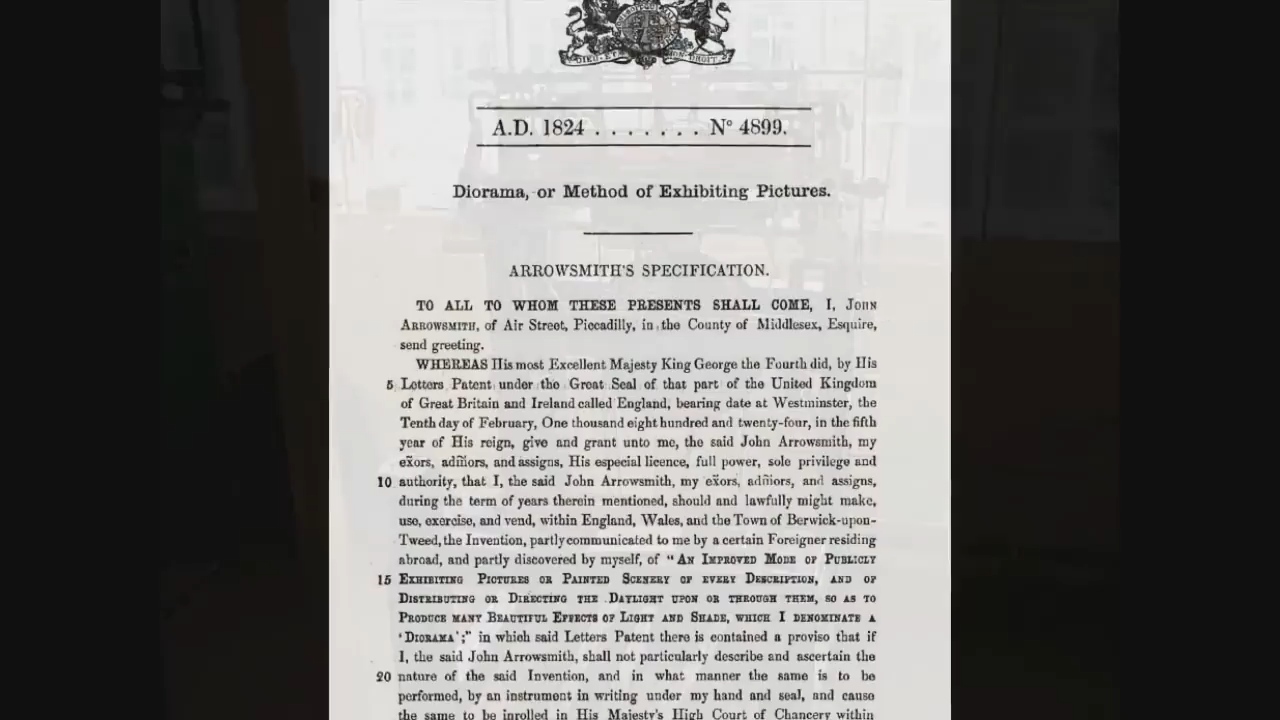 DIEU ET MON DROIT
A.D. 1824 . . . . . . . N° 4899.
Diorama, or Method of Exhibiting Pictures.
ARROWSMITH'S SPECIFICATION.
TO ALL TO WHOM THESE PRESENTS SHALL COME, I, JOHN
ARROWSMITH, of Air Street, Piccadilly, in the County of Middlesex, Esquire,
send greeting.
WHEREAS His most Excellent Majesty King George the Fourth did, by His
5 Letters Patent under the Great Seal of that part of the United Kingdom
of Great Britain and Ireland called England, bearing date at Westminster, the
Tenth day of February, One thousand eight hundred and twenty-four, in the fifth
year of His reign, give and grant unto me, the said John Arrowsmith, my
exors, admors, and assigns, His especial licence, full power, sole privilege and
10 authority, that I, the said John Arrowsmith, my exors, admors, and assigns,
during the term of years therein mentioned, should and lawfully might make,
use, exercise, and vend, within England, Wales, and the Town of Berwick-upon-
Tweed, the Invention, partly communicated to me by a certain Foreigner residing
abroad, and partly discovered by myself, of "AN IMPROVED MODE OF PUBLICLY
15 EXHIBITING PICTURES OR PAINTED SCENERY OF EVERY DESCRIPTION, AND OF
DISTRIBUTING OR DIRECTING THE DAYLIGHT UPON OR THROUGH THEM, SO AS TO
PRODUCE MANY BEAUTIFUL EFFECTS OF LIGHT AND SHADE, WHICH I DENOMINATE A
'DIORAMA';" in which said Letters Patent there is contained a proviso that if
I, the said John Arrowsmith, shall not particularly describe and ascertain the
20 nature of the said Invention, and in what manner the same is to be
performed, by an instrument in writing under my hand and seal, and cause
the same to be inrolled in His Majesty's High Court of Chancery within